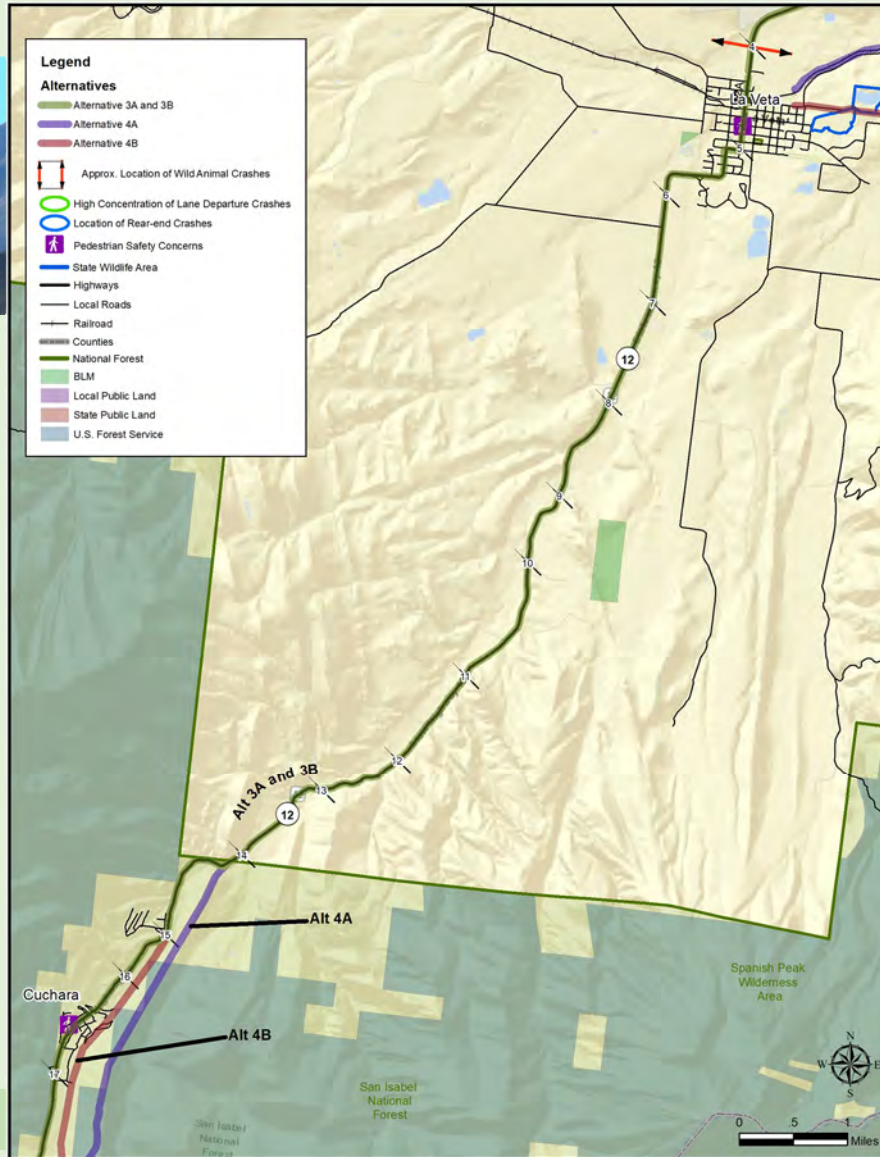 Legend
Alternatives
Alternative 3A and 3B
Alternative 4A
Alternative 4B
Approx. Location of Wild Animal Crashes
High Concentration of Lane Departure Crashes
Location of Rear-end Crashes
Pedestrian Safety Concerns
State Wildlife Area
Highways
Local Roads
Railroad
Counties
National Forest
BLM
Local Public Land
State Public Land
U.S. Forest Service
4
La Veta
5
6
7
12
8
9
10
11
12
13
Alt 3A and 3B
12
14
Alt 4A
15
16
Cuchara
17
Alt 4B
Spanish Peak
Wilderness
Area
San Isabel
National
Forest
San Isabel
National
Forest
N
W E
S
0 .5 1
Miles